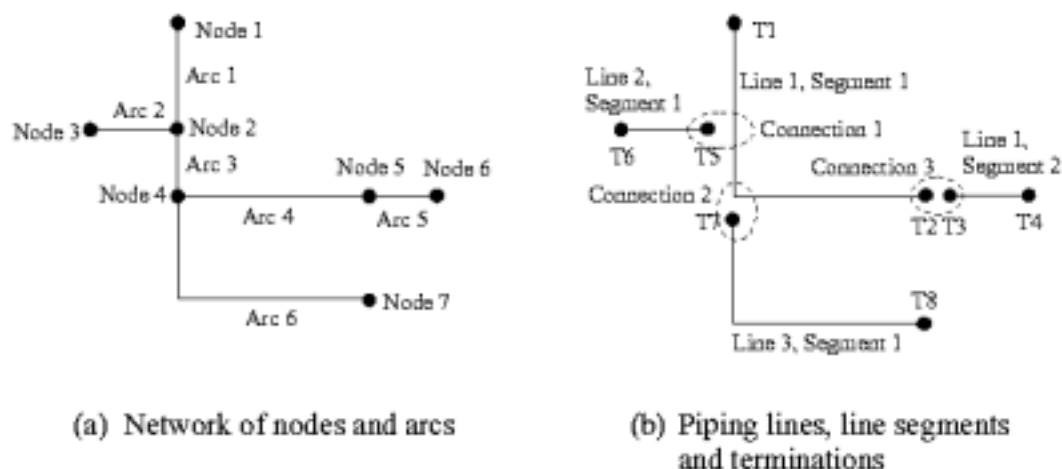 Node 1
Arc 1
Arc 2
Node 3
Node 2
Arc 3
Node 4
Node 5
Node 6
Arc 4
Arc 5
Node 7
Arc 6
(a) Network of nodes and arcs
T1
Line 2,
Segment 1
Line 1, Segment 1
Connection 1
T6
T5
Line 1,
Segment 2
Connection 3
Connection 2
T7
T2
T3
T4
T8
Line 3, Segment 1
(b) Piping lines, line segments
and terminations